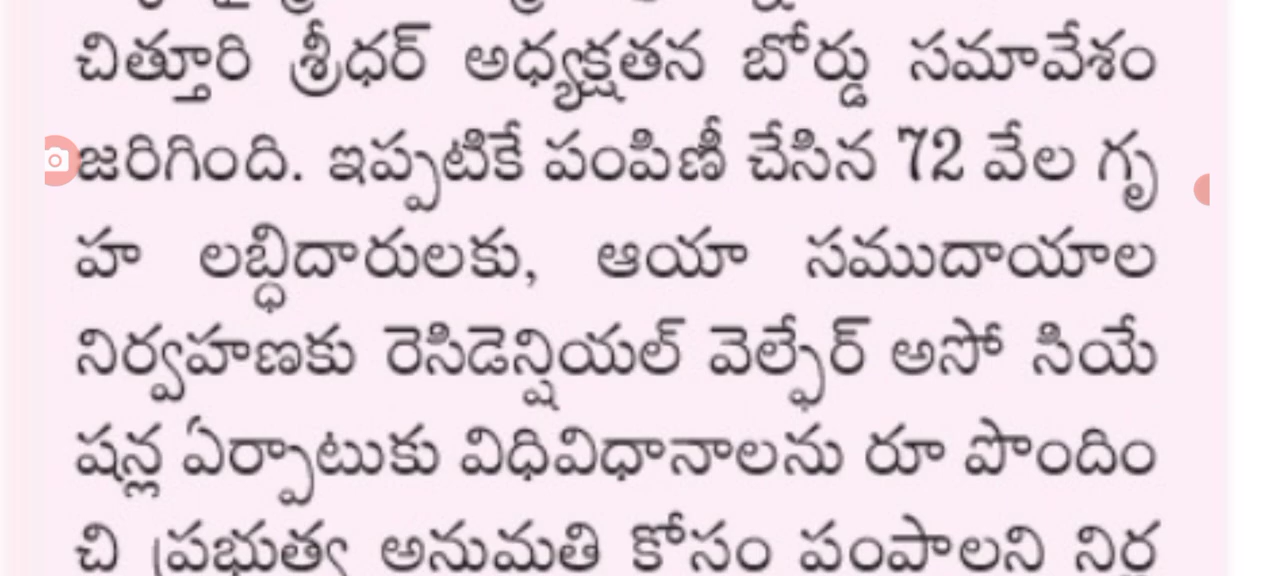 చిత్తూరి శ్రీధర్ అధ్యక్షతన బోర్డు సమావేశం
జరిగింది. ఇప్పటికే పంపిణీ చేసిన 72 వేల గృ
హ లబ్ధిదారులకు, ఆయా సముదాయాల
నిర్వహణకు రెసిడెన్షియల్ వెల్ఫేర్ అసో సియే
షన్ల ఏర్పాటుకు విధివిధానాలను రూ పొందిం
చి ప్రభుత్వ అనుమతి కోసం పంపాలని నిర్ణ